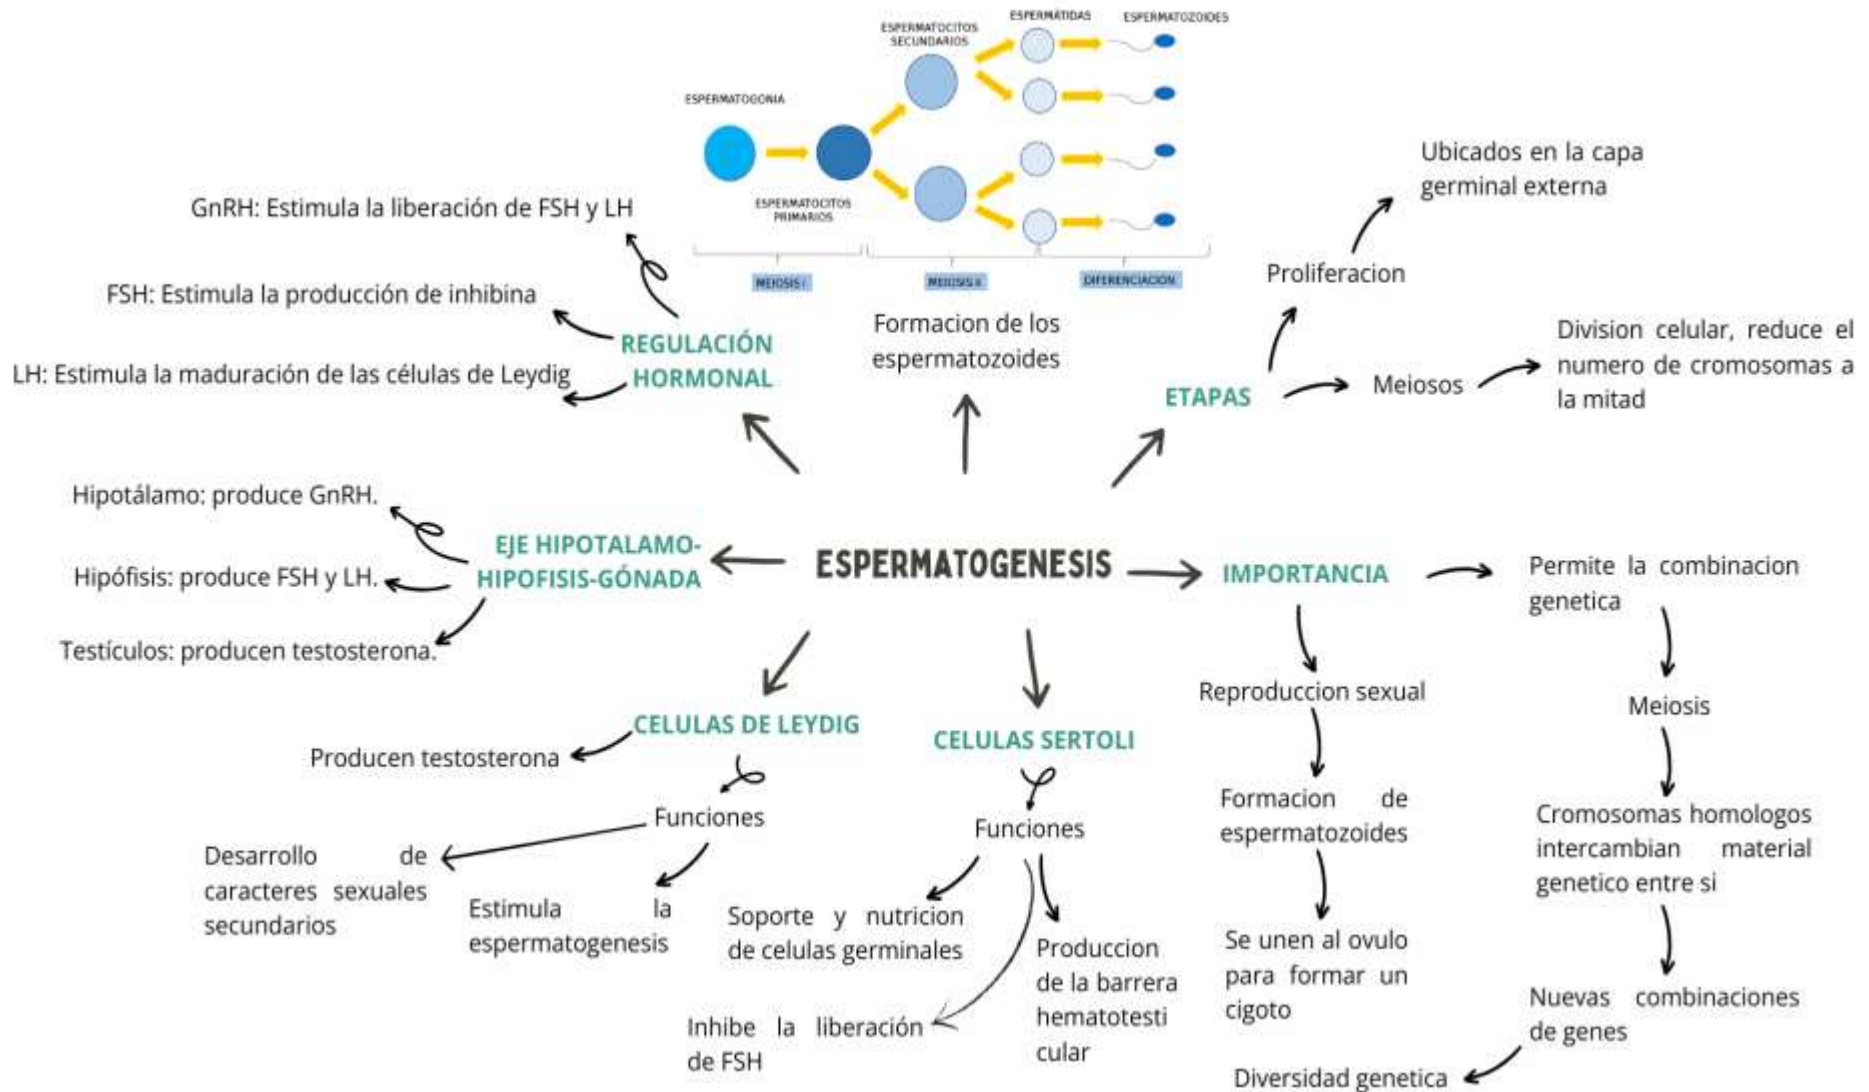 ESPERMATOCITOS
SECUNDARIOS
ESPERMÁTIDAS
ESPERMATOZOIDES
ESPERMATOGONIA
ESPERMATOCITOS
PRIMARIOS
MEIOSIS I
MEIOSIS II
DIFERENCIACIÓN
Formacion de los
espermatozoides
GnRH: Estimula la liberación de FSH y LH
FSH: Estimula la producción de inhibina
LH: Estimula la maduración de las células de Leydig
REGULACIÓN
HORMONAL
Ubicados en la capa
germinal externa
Proliferacion
Division celular, reduce el
numero de cromosomas a
la mitad
Meiosos
ETAPAS
Hipotálamo: produce GnRH.
Hipófisis: produce FSH y LH.
Testículos: producen testosterona.
EJE HIPOTALAMO-
HIPOFISIS-GÓNADA
ESPERMATOGENESIS
IMPORTANCIA
Permite la combinacion
genetica
Reproduccion sexual
Meiosis
Formacion de
espermatozoides
Cromosomas homologos
intercambian material
genetico entre si
Se unen al ovulo
para formar un
cigoto
Nuevas combinaciones
de genes
Diversidad genetica
CELULAS DE LEYDIG
Producen testosterona
Funciones
Desarrollo de
caracteres sexuales
secundarios
Estimula la
espermatogenesis
CELULAS SERTOLI
Funciones
Soporte y nutricion
de celulas germinales
Inhibe la liberación
de FSH
Produccion
de la barrera
hematotesti
cular